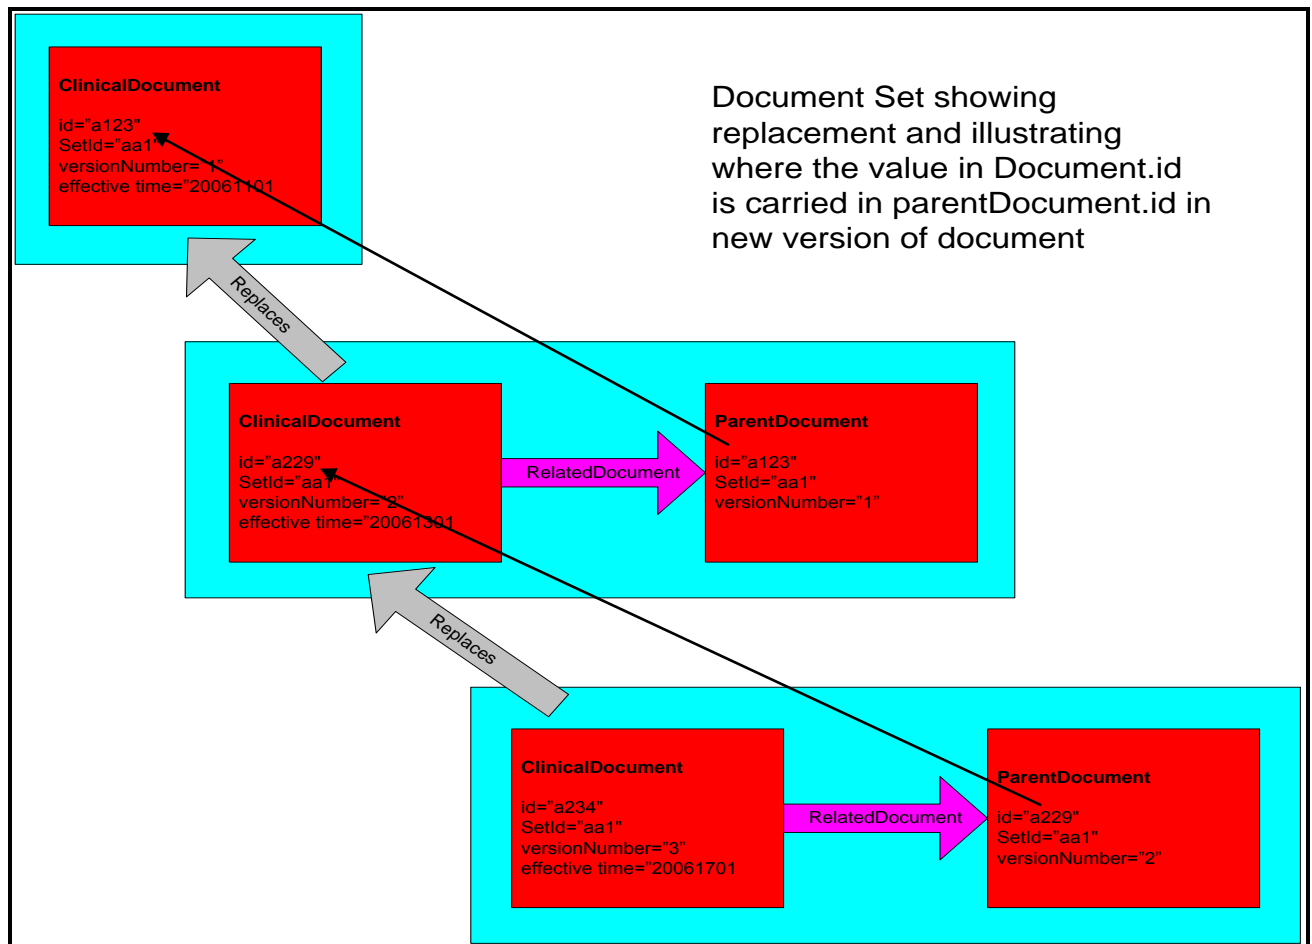 ClinicalDocument
id="a123"
SetId="aa1"
versionNumber="1"
effective time="20061101
Document Set showing
replacement and illustrating
where the value in Document.id
is carried in parentDocument.id in
new version of document
Replaces
ClinicalDocument
id="a229"
SetId="aa1"
versionNumber="2"
effective time="20061301
RelatedDocument
ParentDocument
id="a123"
SetId="aa1"
versionNumber="1"
Replaces
ClinicalDocument
id="a234"
SetId="aa1"
versionNumber="3"
effective time="20061701
RelatedDocument
ParentDocument
id="a229"
SetId="aa1"
versionNumber="2"